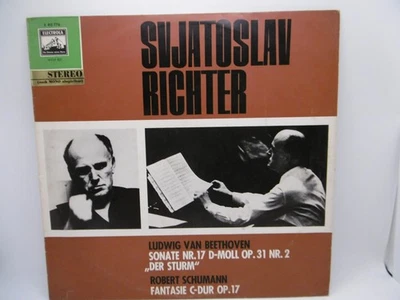 ELECTROLA
STEREO
SVJATOSLAV
RICHTER
LUDWIG VAN BEETHOVEN
SONATE NR.17 D-MOLL OP.31 NR.2
„DER STURM“
ROBERT SCHUMANN
FANTASIE C-DUR OP.17